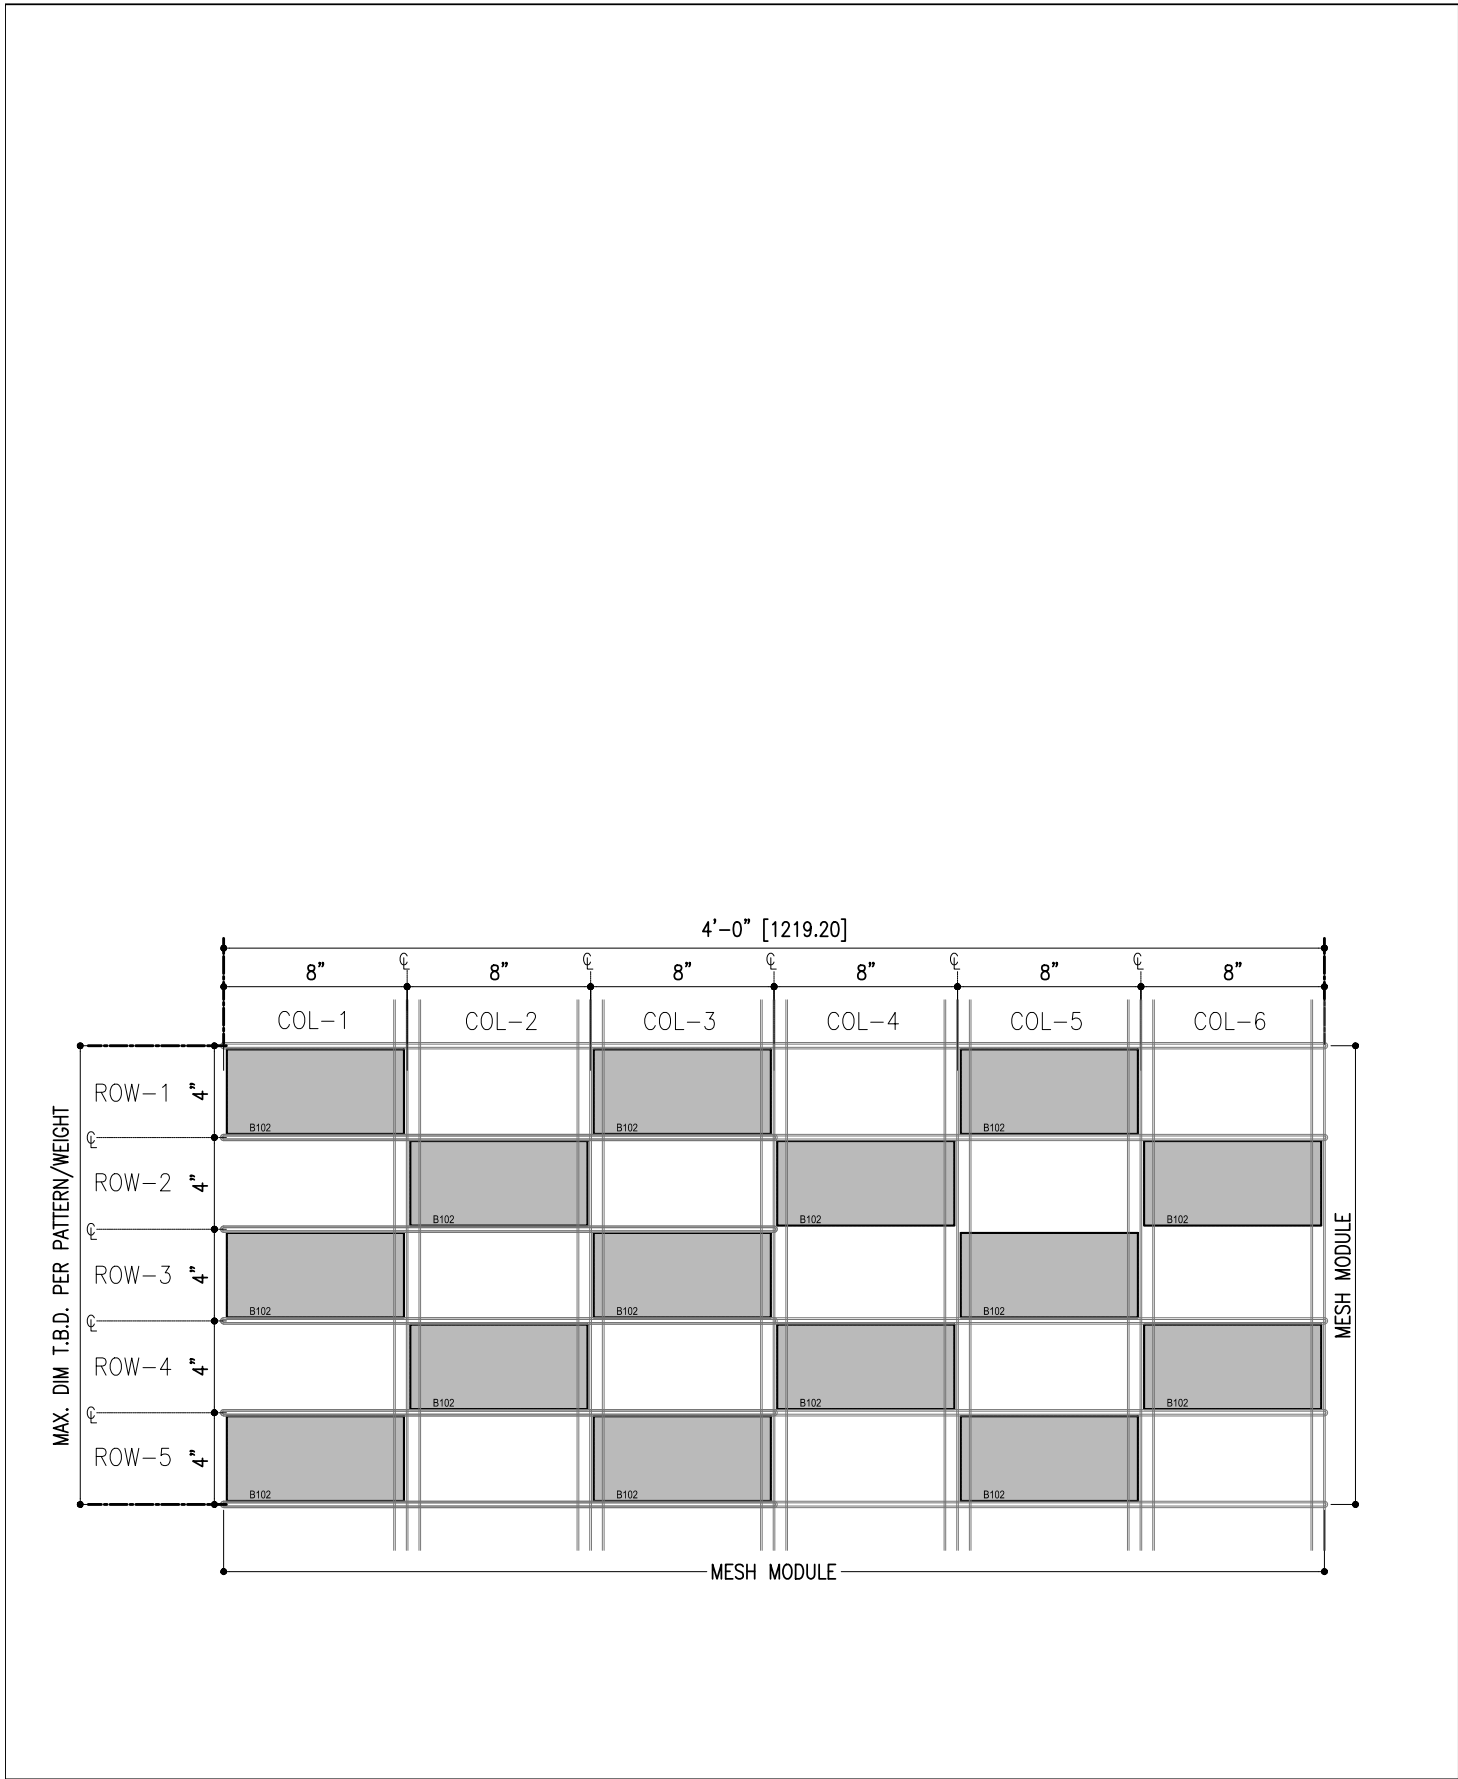 4'-0" [1219.20]
8" ℄ 8" ℄ 8" ℄ 8" ℄ 8" ℄ 8"
COL-1 COL-2 COL-3 COL-4 COL-5 COL-6
ROW-1 4"
B102 B102 B102
℄
ROW-2 4"
B102 B102 B102
℄
ROW-3 4"
B102 B102 B102
℄
ROW-4 4"
B102 B102 B102
℄
ROW-5 4"
B102 B102 B102
MAX. DIM T.B.D. PER PATTERN/WEIGHT
MESH MODULE
MESH MODULE